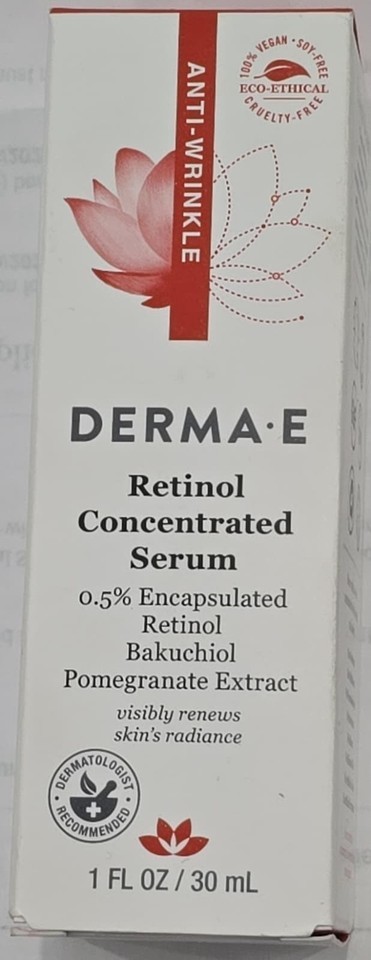 100% VEGAN • SOY-FREE
ECO-ETHICAL
CRUELTY-FREE
ANTI-WRINKLE
DERMA·E
Retinol
Concentrated
Serum
0.5% Encapsulated
Retinol
Bakuchiol
Pomegranate Extract
visibly renews
skin's radiance
• DERMATOLOGIST •
RECOMMENDED
1 FL OZ / 30 mL